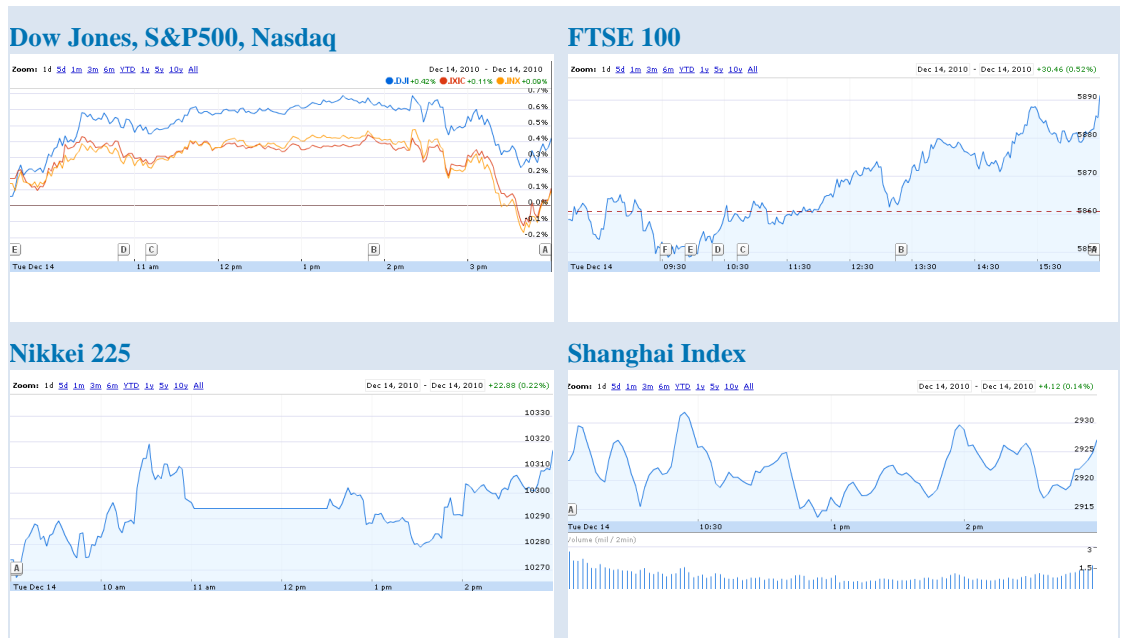 Dow Jones, S&P500, Nasdaq
Zoom: 1d 5d 1m 3m 6m YTD 1y 5y 10y All
Dec 14, 2010 - Dec 14, 2010
.DJI +0.42% .IXIC +0.11% .INX +0.09%
0.7%
0.6%
0.5%
0.4%
0.3%
0.2%
0.1%
0.0%
-0.1%
-0.2%
E D C B A
Tue Dec 14 11 am 12 pm 1 pm 2 pm 3 pm
FTSE 100
Zoom: 1d 5d 1m 3m 6m YTD 1y 5y 10y All Dec 14, 2010 - Dec 14, 2010 +30.46 (0.52%)
5890
5880
5870
5860
5850
F E D C B A
Tue Dec 14 09:30 10:30 11:30 12:30 13:30 14:30 15:30
Nikkei 225
Zoom: 1d 5d 1m 3m 6m YTD 1y 5y 10y All Dec 14, 2010 - Dec 14, 2010 +22.88 (0.22%)
10330
10320
10310
10300
10290
10280
10270
A
Tue Dec 14 10 am 11 am 12 pm 1 pm 2 pm
Shanghai Index
Zoom: 1d 5d 1m 3m 6m YTD 1y 5y 10y All Dec 14, 2010 - Dec 14, 2010 +4.12 (0.14%)
2930
2925
2920
2915
A
Tue Dec 14 10:30 1 pm 2 pm
Volume (mil / 2min)
3
1.5